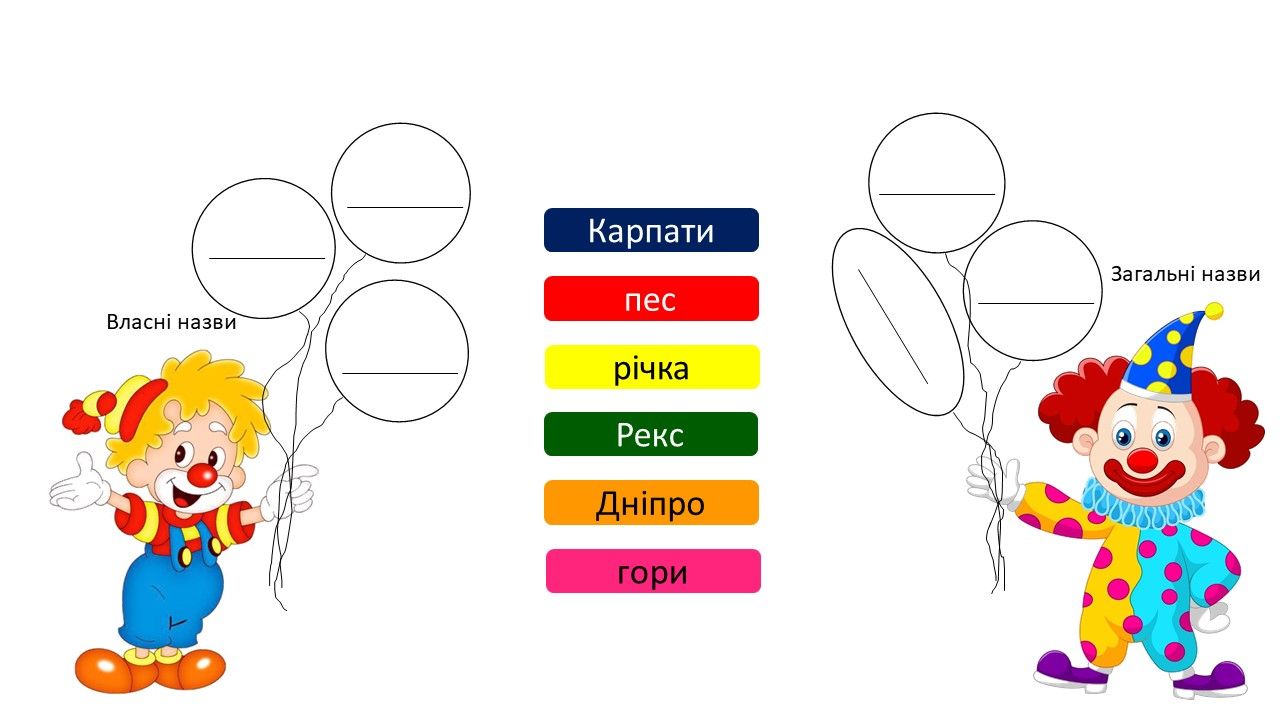 Власні назви
Карпати
пес
річка
Рекс
Дніпро
гори
Загальні назви